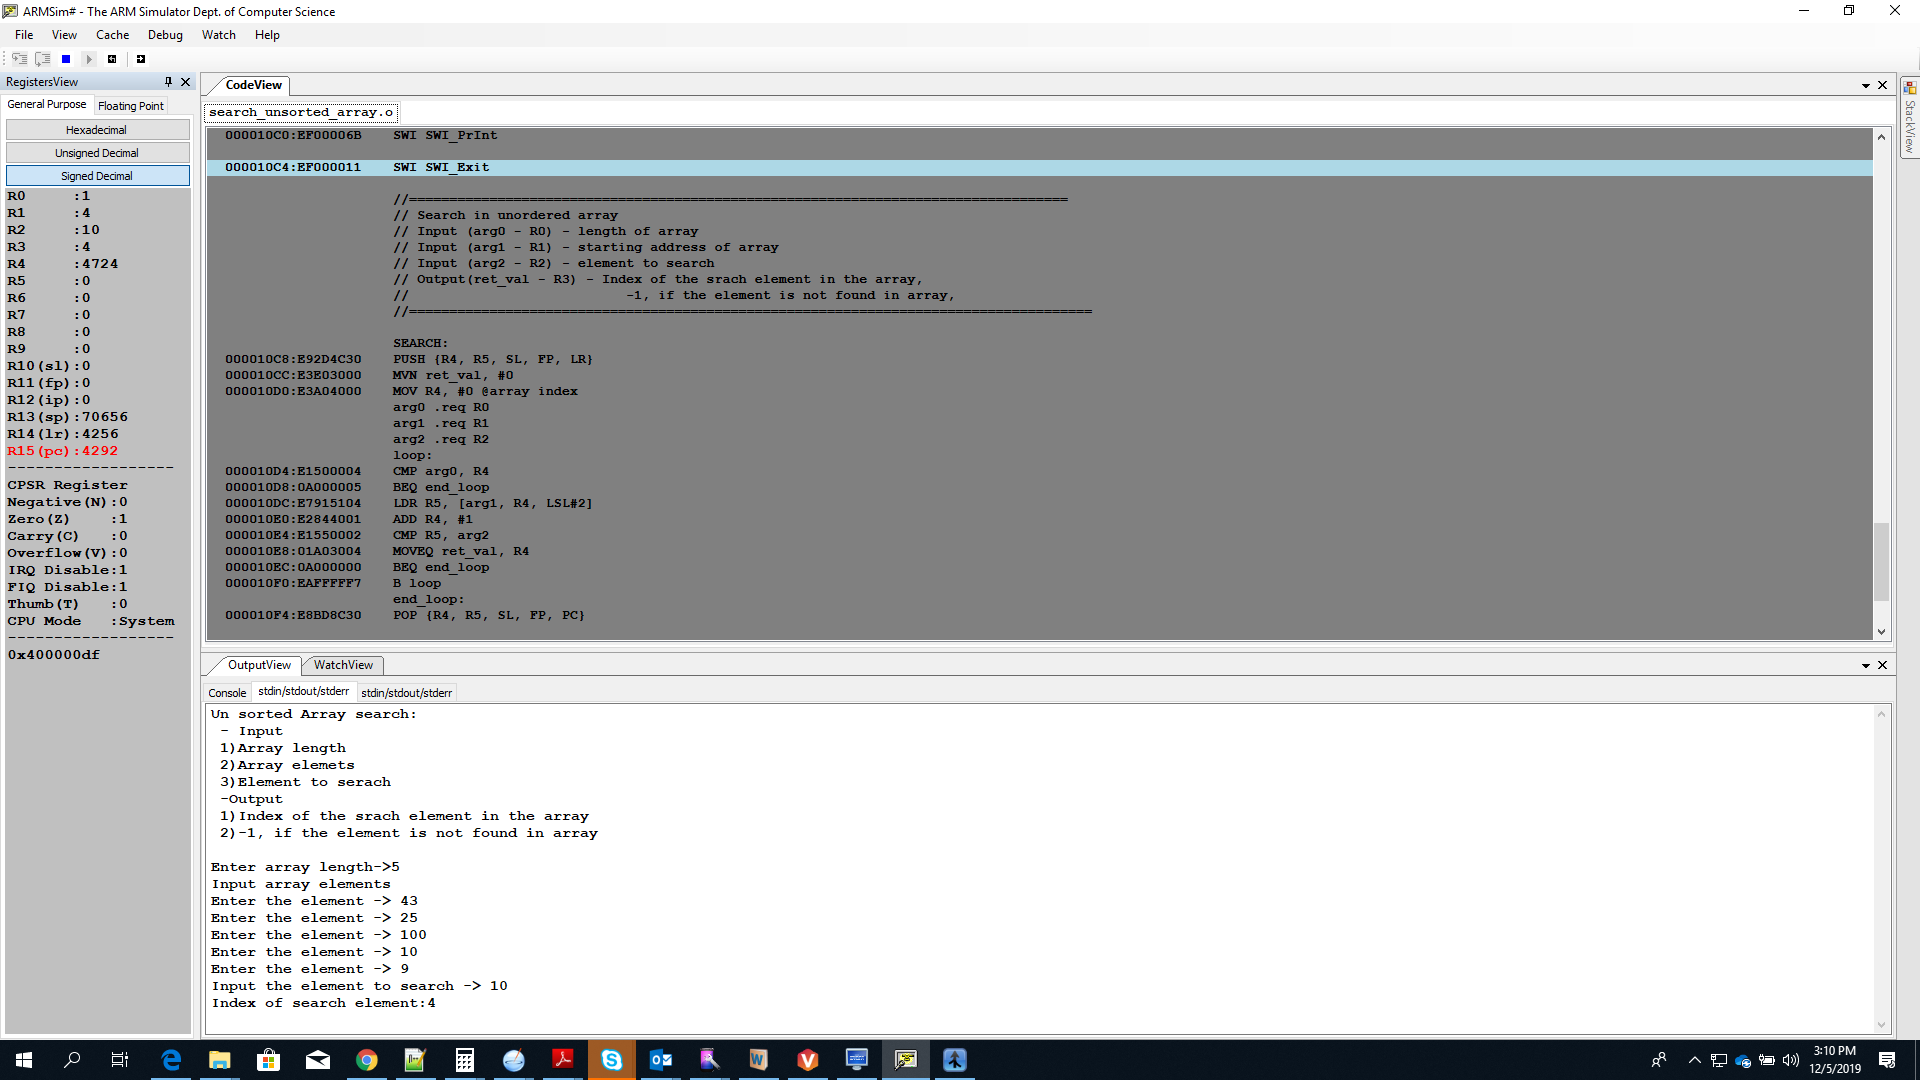 ARMSim# - The ARM Simulator Dept. of Computer Science
File View Cache Debug Watch Help
RegistersView
General Purpose Floating Point
Hexadecimal
Unsigned Decimal
Signed Decimal
R0 :1
R1 :4
R2 :10
R3 :4
R4 :4724
R5 :0
R6 :0
R7 :0
R8 :0
R9 :0
R10(sl):0
R11(fp):0
R12(ip):0
R13(sp):70656
R14(lr):4256
R15(pc):4292
------------------
CPSR Register
Negative(N):0
Zero(Z) :1
Carry(C) :0
Overflow(V):0
IRQ Disable:1
FIQ Disable:1
Thumb(T) :0
CPU Mode :System
------------------
0x400000df
CodeView
search_unsorted_array.o
000010C0:EF00006B SWI SWI_PrInt
000010C4:EF000011 SWI SWI_Exit
//==================================================================================
// Search in unordered array
// Input (arg0 - R0) - length of array
// Input (arg1 - R1) - starting address of array
// Input (arg2 - R2) - element to search
// Output(ret_val - R3) - Index of the srach element in the array,
// -1, if the element is not found in array,
//=====================================================================================
SEARCH:
000010C8:E92D4C30 PUSH {R4, R5, SL, FP, LR}
000010CC:E3E03000 MVN ret_val, #0
000010D0:E3A04000 MOV R4, #0 @array index
arg0 .req R0
arg1 .req R1
arg2 .req R2
loop:
000010D4:E1500004 CMP arg0, R4
000010D8:0A000005 BEQ end_loop
000010DC:E7915104 LDR R5, [arg1, R4, LSL#2]
000010E0:E2844001 ADD R4, #1
000010E4:E1550002 CMP R5, arg2
000010E8:01A03004 MOVEQ ret_val, R4
000010EC:0A000000 BEQ end_loop
000010F0:EAFFFFF7 B loop
end_loop:
000010F4:E8BD8C30 POP {R4, R5, SL, FP, PC}
StackView
OutputView WatchView
Console stdin/stdout/stderr stdin/stdout/stderr
Un sorted Array search:
- Input
1)Array length
2)Array elemets
3)Element to serach
-Output
1)Index of the srach element in the array
2)-1, if the element is not found in array
Enter array length->5
Input array elements
Enter the element -> 43
Enter the element -> 25
Enter the element -> 100
Enter the element -> 10
Enter the element -> 9
Input the element to search -> 10
Index of search element:4
3:10 PM
12/5/2019